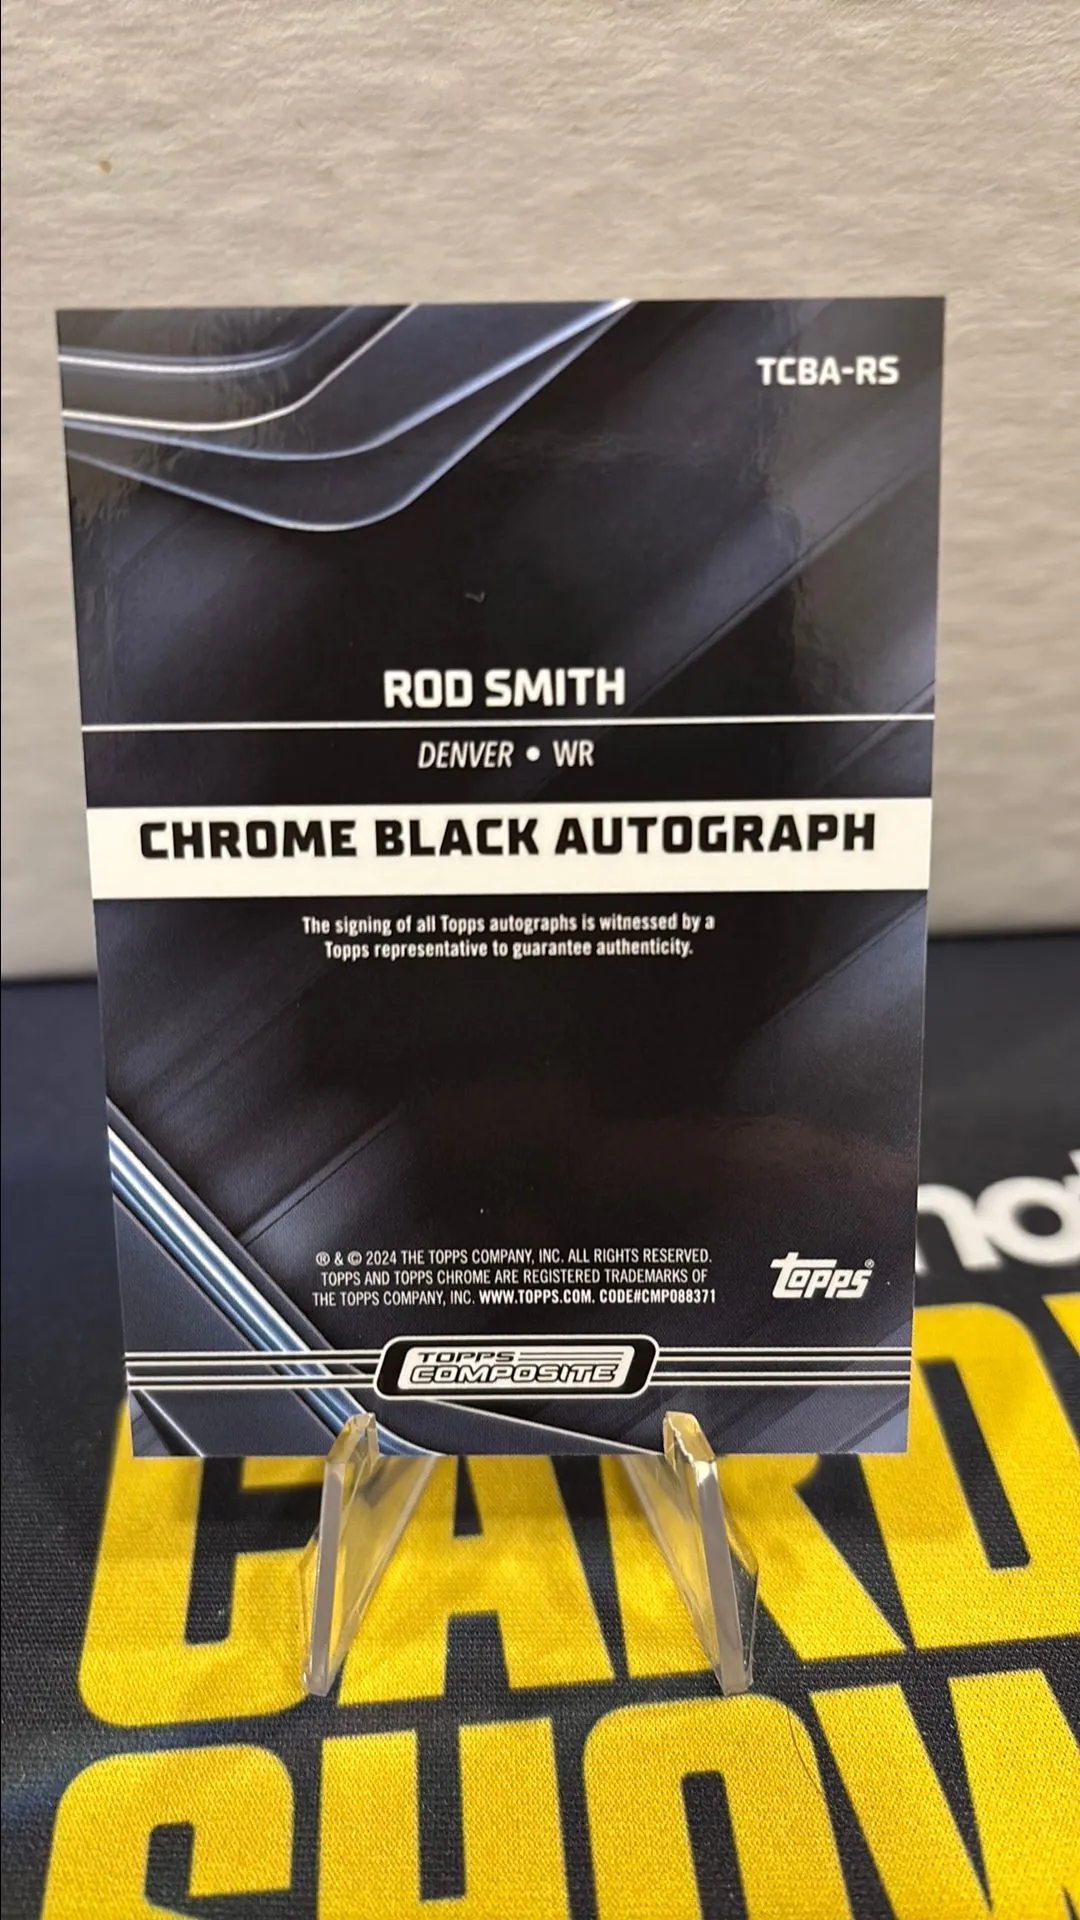 TCBA-RS
ROD SMITH
DENVER • WR
CHROME BLACK AUTOGRAPH
The signing of all Topps autographs is witnessed by a
Topps representative to guarantee authenticity.
® & © 2024 THE TOPPS COMPANY, INC. ALL RIGHTS RESERVED.
TOPPS AND TOPPS CHROME ARE REGISTERED TRADEMARKS OF
THE TOPPS COMPANY, INC. WWW.TOPPS.COM. CODE#CMP088371
Topps®
TOPPS
COMPOSITE
CARD
SHOW